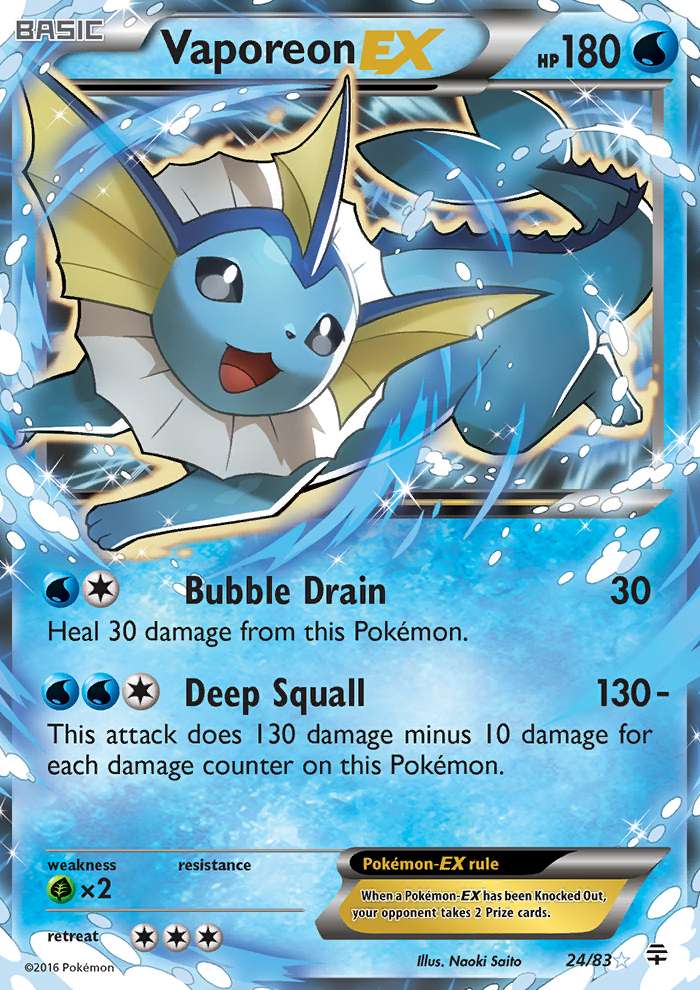 BASIC
Vaporeon EX HP 180
Bubble Drain 30
Heal 30 damage from this Pokémon.
Deep Squall 130-
This attack does 130 damage minus 10 damage for
each damage counter on this Pokémon.
weakness resistance
×2
Pokémon-EX rule
When a Pokémon-EX has been Knocked Out,
your opponent takes 2 Prize cards.
retreat
©2016 Pokémon
Illus. Naoki Saito 24/83